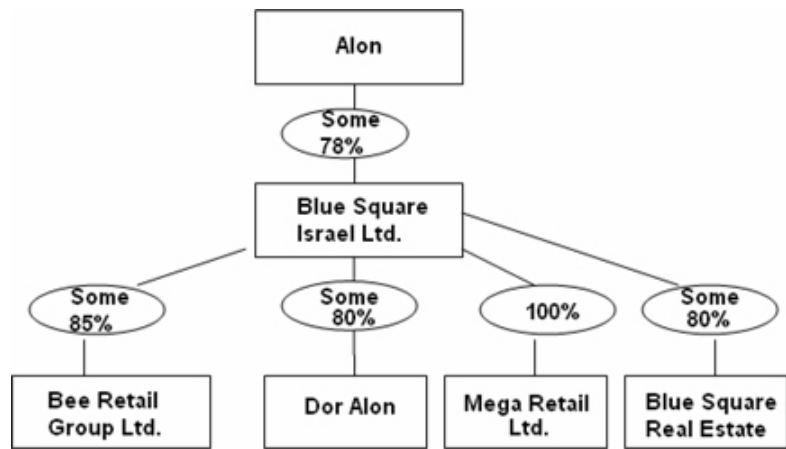 Alon
Some
78%
Blue Square
Israel Ltd.
Some
85%
Some
80%
100%
Some
80%
Bee Retail
Group Ltd.
Dor Alon
Mega Retail
Ltd.
Blue Square
Real Estate